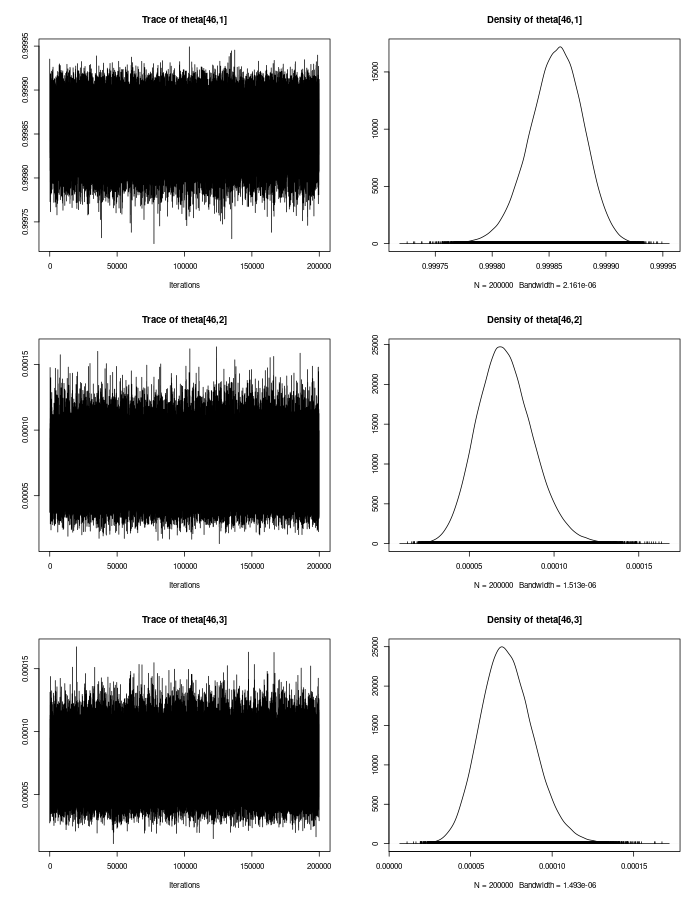 Trace of theta[46,1]
0.99975 0.99980 0.99985 0.99990 0.99995
0 50000 100000 150000 200000
Iterations
Density of theta[46,1]
0 5000 10000 15000
0.99975 0.99980 0.99985 0.99990 0.99995
N = 200000 Bandwidth = 2.161e-06
Trace of theta[46,2]
0.00005 0.00010 0.00015
0 50000 100000 150000 200000
Iterations
Density of theta[46,2]
0 5000 10000 15000 20000 25000
0.00005 0.00010 0.00015
N = 200000 Bandwidth = 1.513e-06
Trace of theta[46,3]
0.00005 0.00010 0.00015
0 50000 100000 150000 200000
Iterations
Density of theta[46,3]
0 5000 10000 15000 20000 25000
0.00000 0.00005 0.00010 0.00015
N = 200000 Bandwidth = 1.493e-06